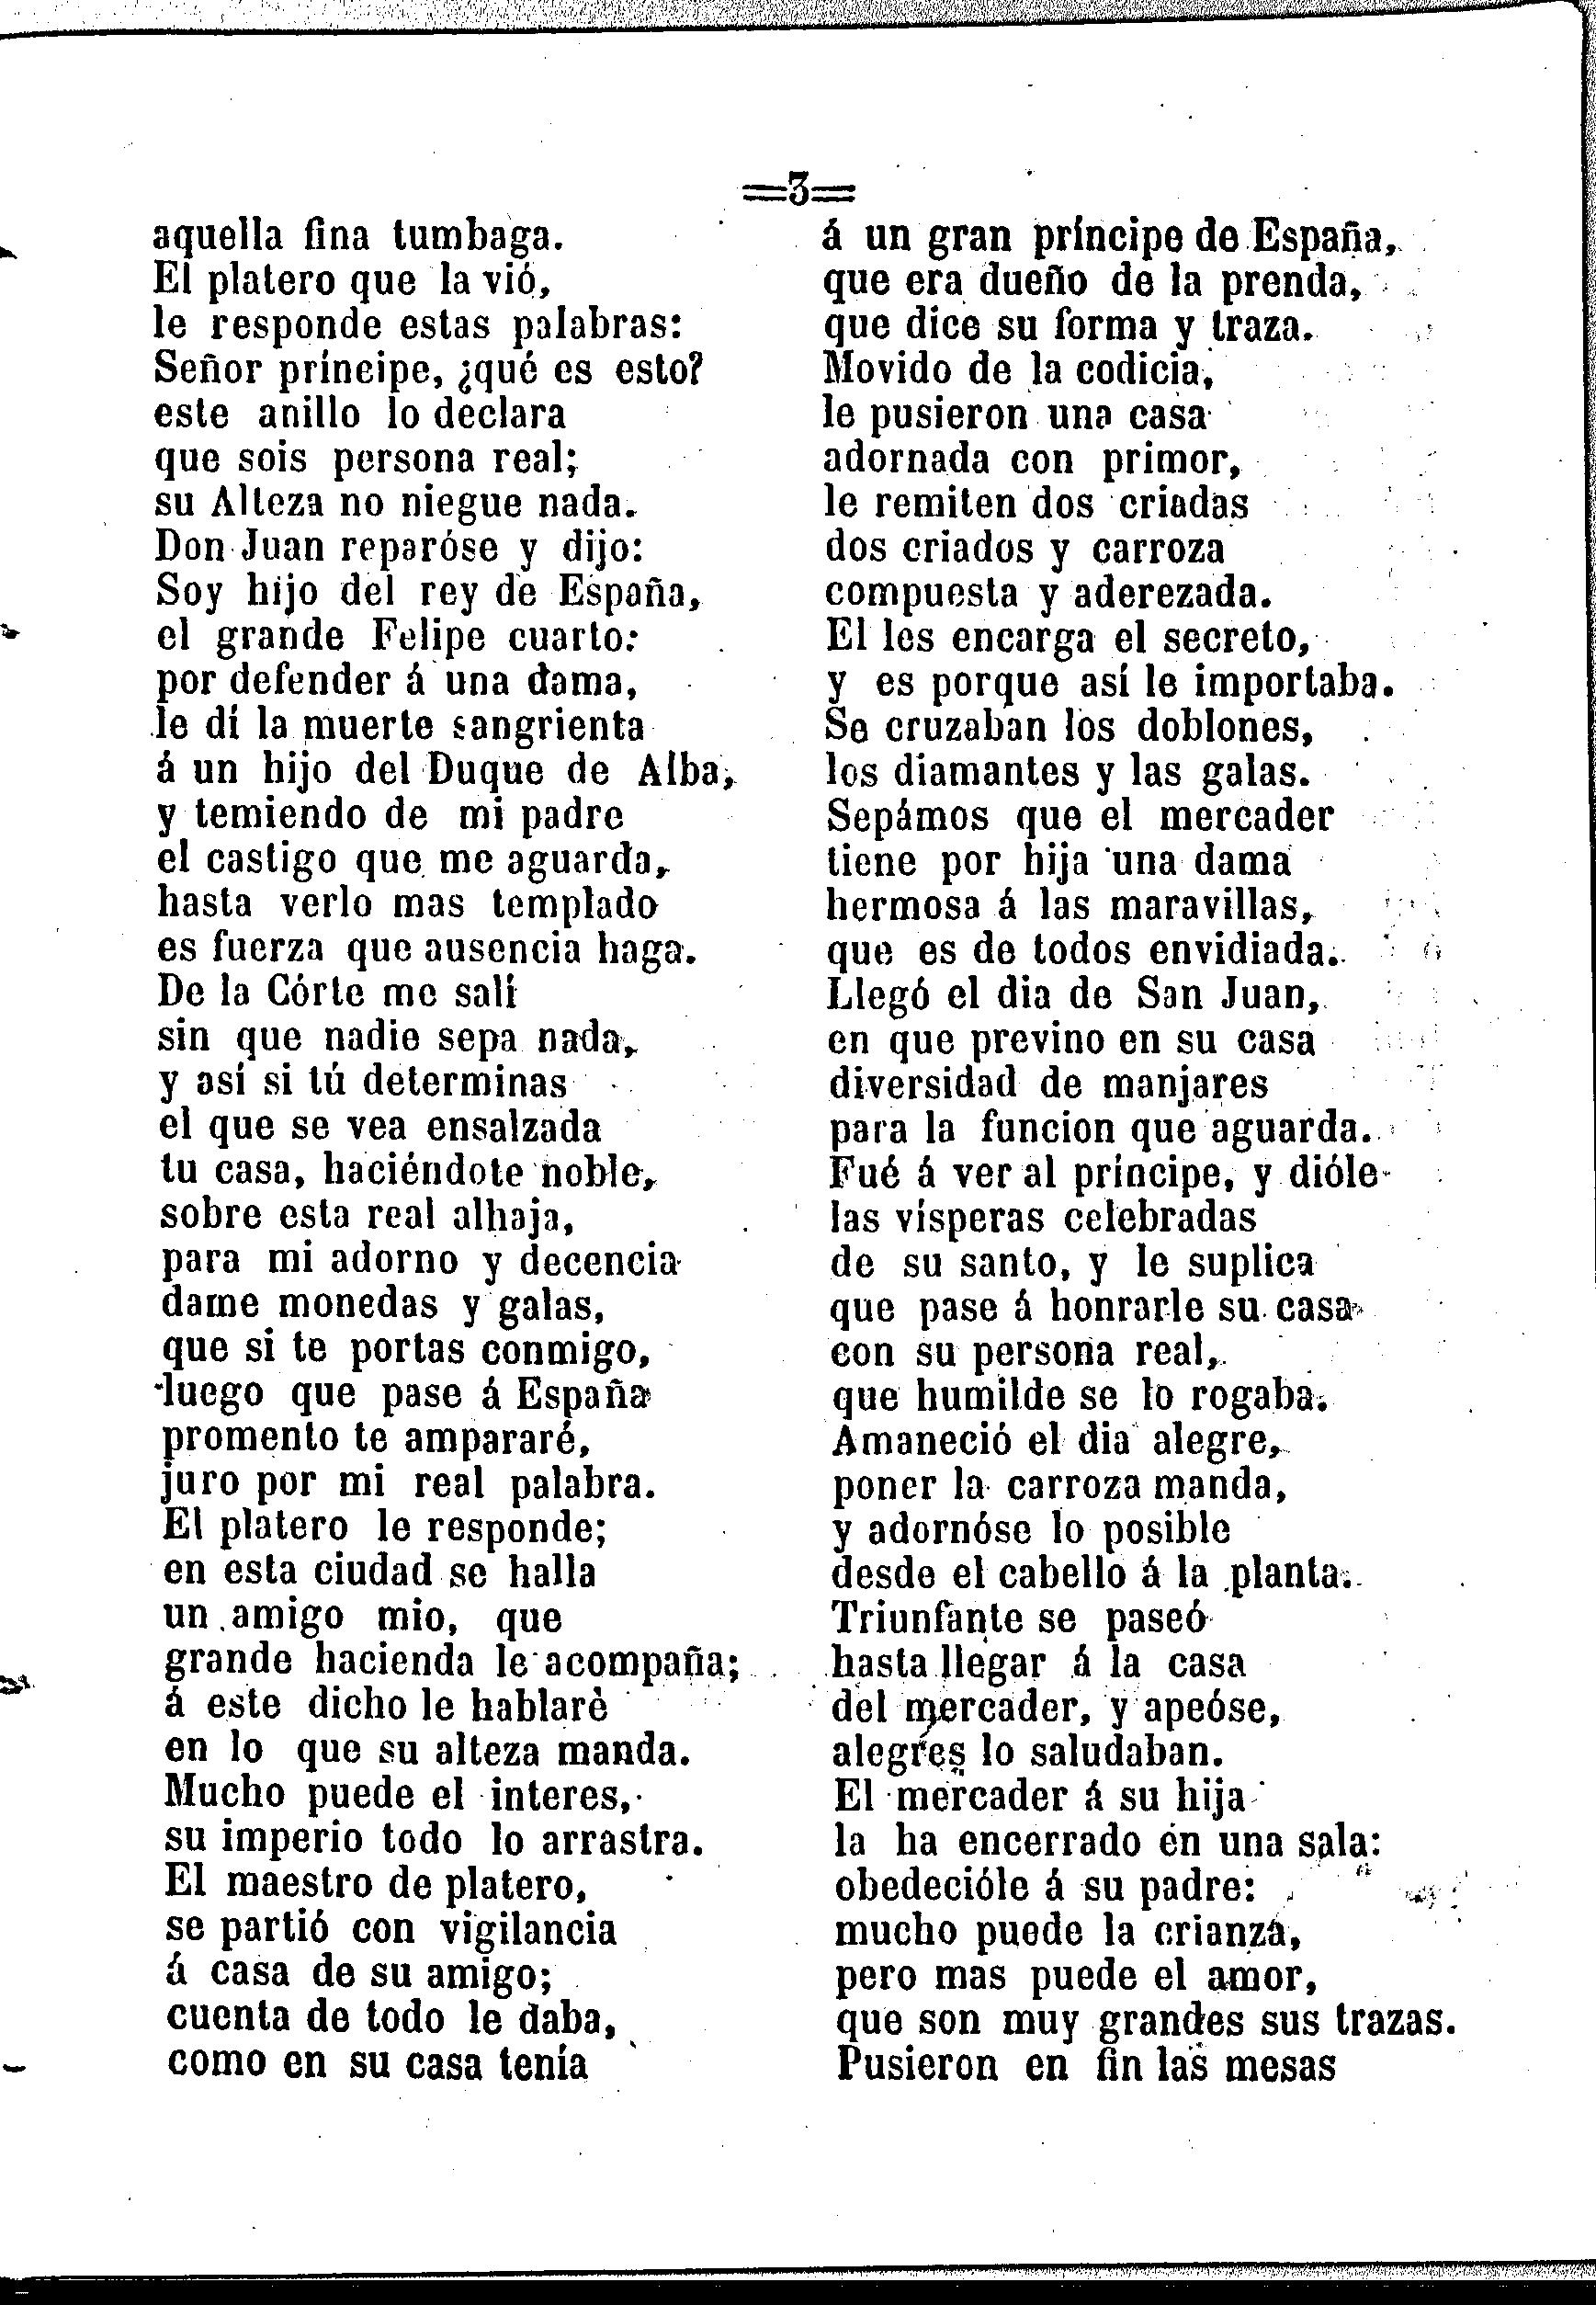 =3=
aquella fina tumbaga.
El platero que la vió,
le responde estas palabras:
Señor príncipe, ¿qué es esto?
este anillo lo declara
que sois persona real;
su Alteza no niegue nada.
Don Juan reparóse y dijo:
Soy hijo del rey de España,
el grande Felipe cuarto:
por defender á una dama,
le dí la muerte sangrienta
á un hijo del Duque de Alba,
y temiendo de mi padre
el castigo que me aguarda,
hasta verlo mas templado
es fuerza que ausencia haga.
De la Córte me salí
sin que nadie sepa nada,
y así si tú determinas
el que se vea ensalzada
tu casa, haciéndote noble,
sobre esta real alhaja,
para mi adorno y decencia
dame monedas y galas,
que si te portas conmigo,
luego que pase á España
promento te ampararé,
juro por mi real palabra.
El platero le responde;
en esta ciudad se halla
un amigo mio, que
grande hacienda le acompaña;
á este dicho le hablarè
en lo que su alteza manda.
Mucho puede el interes,
su imperio todo lo arrastra.
El maestro de platero,
se partió con vigilancia
á casa de su amigo;
cuenta de todo le daba,
como en su casa tenía
á un gran príncipe de España,
que era dueño de la prenda,
que dice su forma y traza.
Movido de la codicia,
le pusieron una casa
adornada con primor,
le remiten dos criadas
dos criados y carroza
compuesta y aderezada.
El les encarga el secreto,
y es porque así le importaba.
Se cruzaban los doblones,
los diamantes y las galas.
Sepámos que el mercader
tiene por hija una dama
hermosa á las maravillas,
que es de todos envidiada.
Llegó el dia de San Juan,
en que previno en su casa
diversidad de manjares
para la funcion que aguarda.
Fué á ver al príncipe, y dióle
las vísperas celebradas
de su santo, y le suplica
que pase á honrarle su casa
con su persona real,
que humilde se lo rogaba.
Amaneció el dia alegre,
poner la carroza manda,
y adornóse lo posible
desde el cabello á la planta.
Triunfante se paseó
hasta llegar á la casa
del mercader, y apeóse,
alegres lo saludaban.
El mercader á su hija
la ha encerrado en una sala:
obedecióle á su padre:
mucho puede la crianza,
pero mas puede el amor,
que son muy grandes sus trazas.
Pusieron en fin las mesas